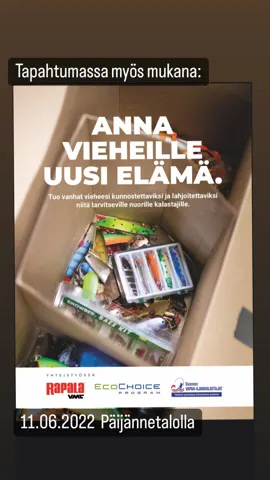 Tapahtumassa myös mukana:
ANNA
VIEHEILLE
UUSI ELÄMÄ.
Tuo vanhat vieheesi kunnostettaviksi ja lahjoitettaviksi
niitä tarvitseville nuorille kalastajille.
YHTEISTYÖSSÄ
RAPALA
VMC
ECOCHOICE
PROGRAM
11.06.2022 Päijännetalolla